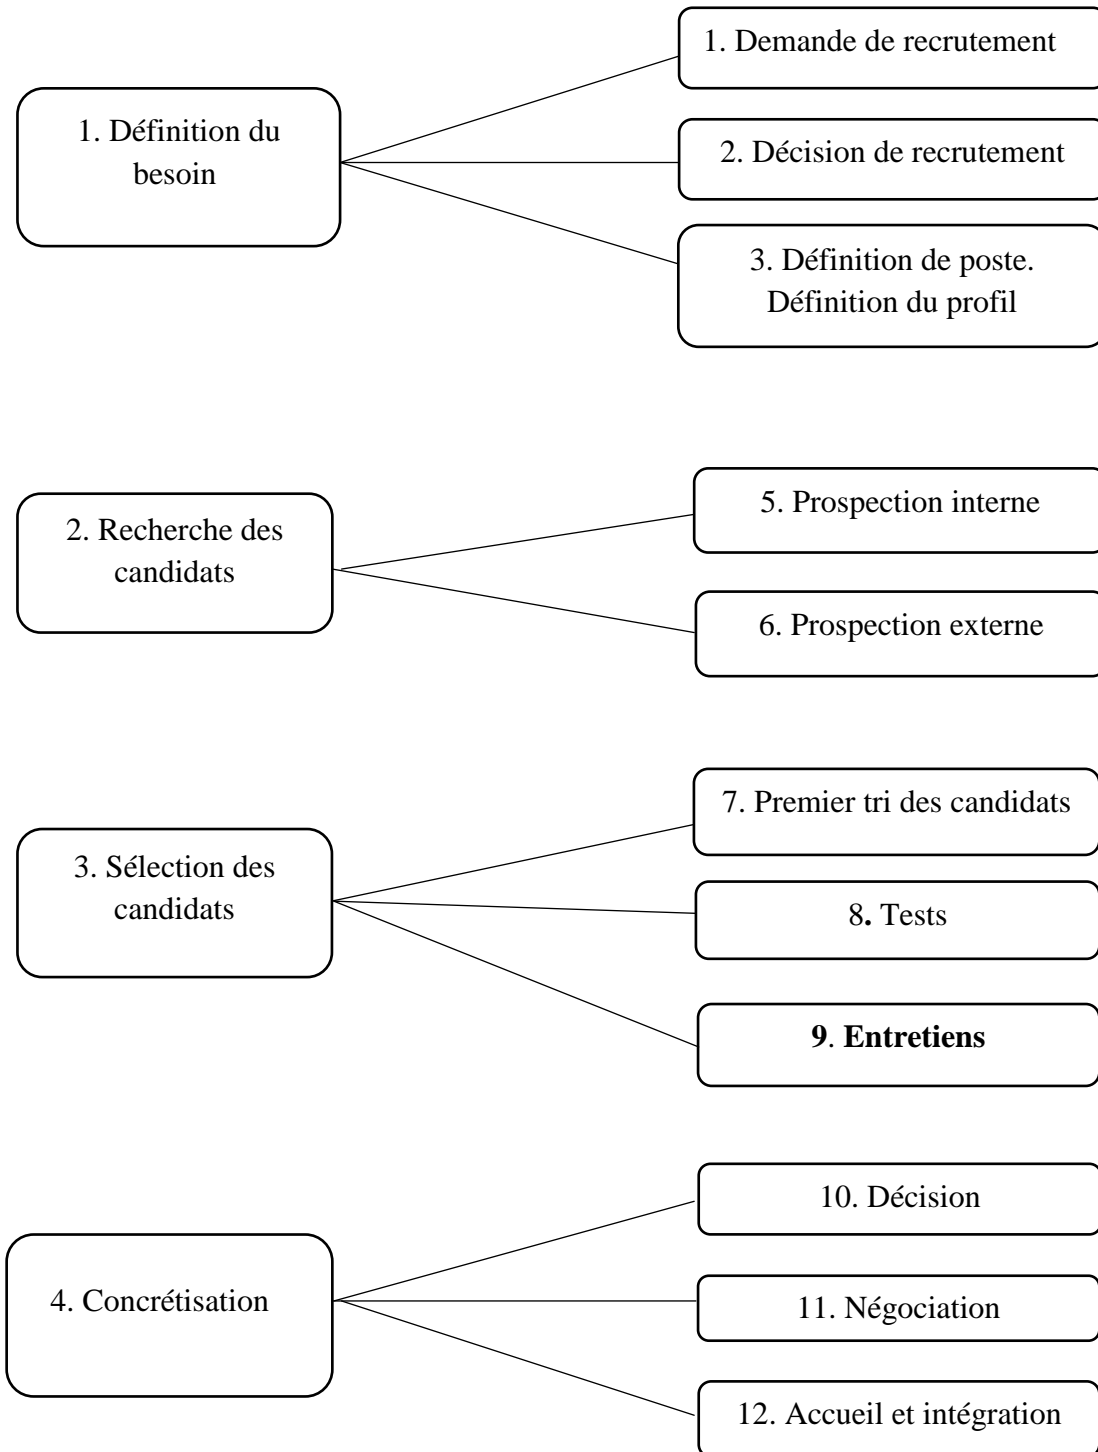 1. Définition du
besoin
1. Demande de recrutement
2. Décision de recrutement
3. Définition de poste.
Définition du profil
2. Recherche des
candidats
5. Prospection interne
6. Prospection externe
3. Sélection des
candidats
7. Premier tri des candidats
8. Tests
9. Entretiens
4. Concrétisation
10. Décision
11. Négociation
12. Accueil et intégration